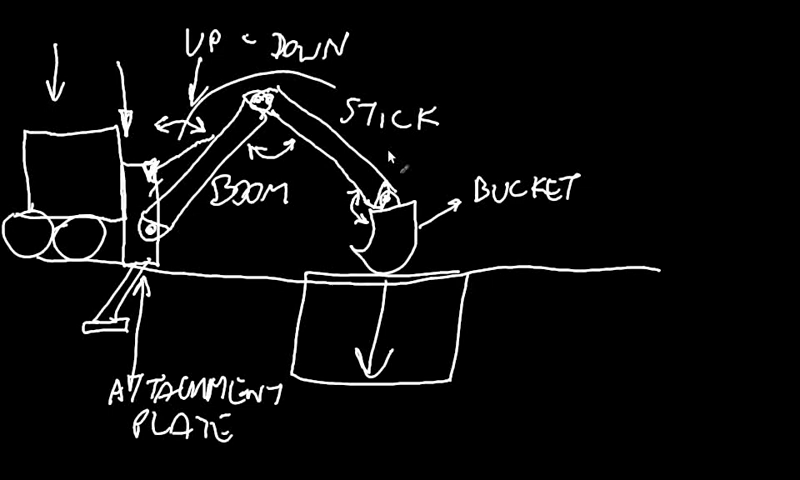 UP - DOWN
STICK
BOOM
BUCKET
ATTACHMENT
PLATE